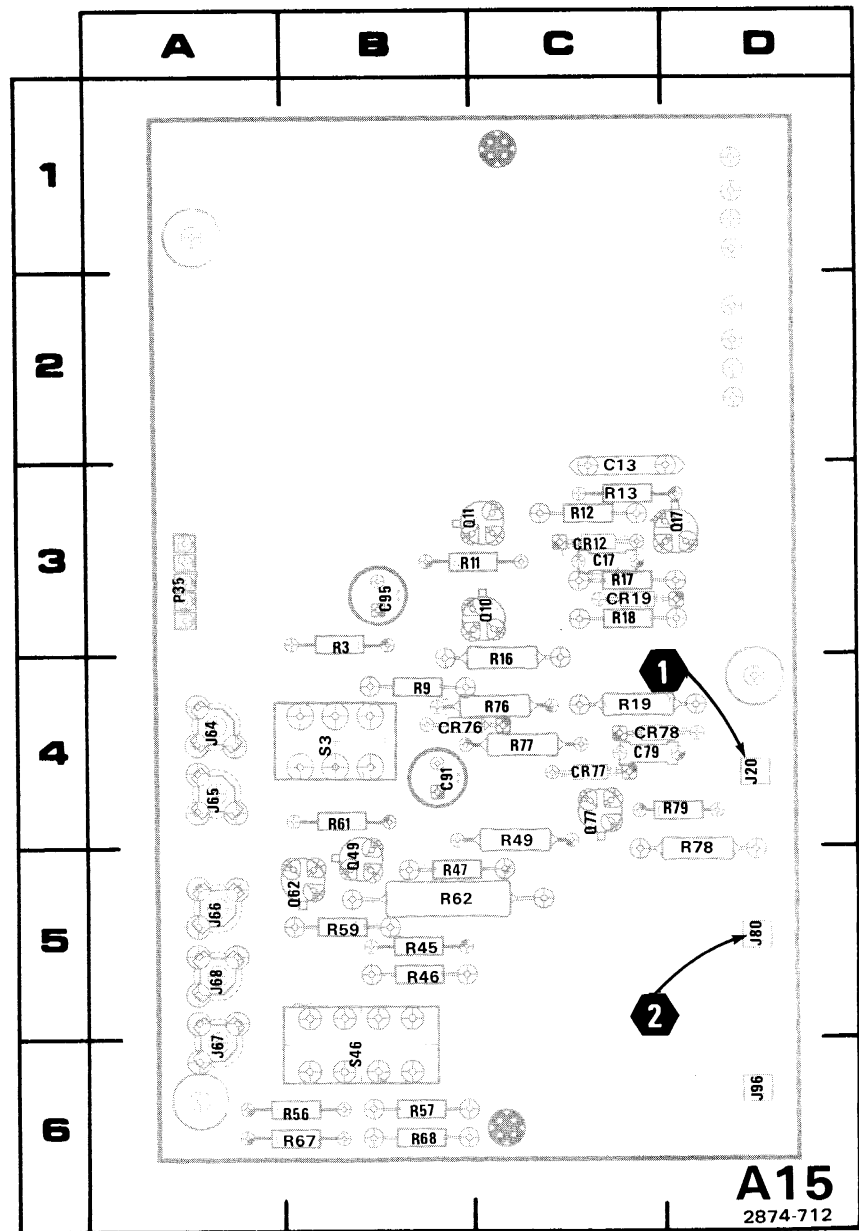 A B C D
1
2
C13
R13
Q11
R12
Q17
3
CR12
P35
R11
C17
R17
C95
CR19
Q10
R18
R3
R16
1
R9
R76
R19
J64
S3
CR76
CR78
4
R77
C79
C91
CR77
J20
J65
Q77
R79
R61
R49
R78
Q49
Q62
R47
R62
J66
R59
J80
5
R45
J68
R46
2
J67
S46
J96
R56
R57
6
R67
R68
A15
2874-712